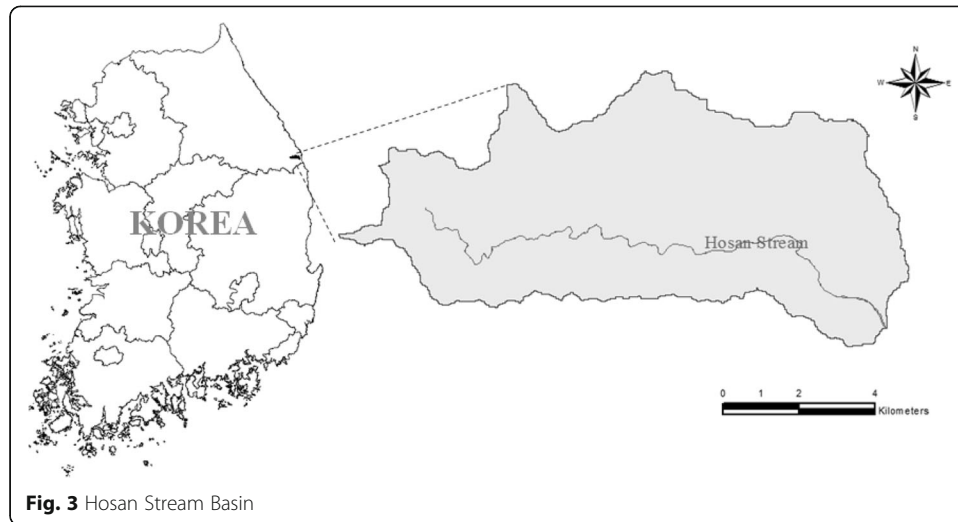 N
W E
S
KOREA
Hosan Stream
0 1 2 4
Kilometers
Fig. 3 Hosan Stream Basin